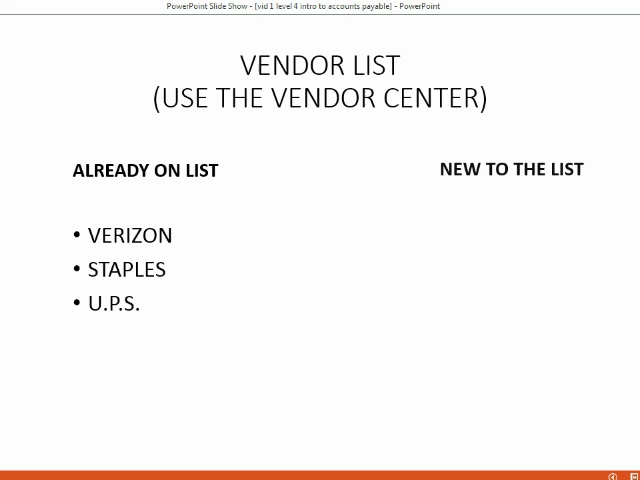 PowerPoint Slide Show - [vid 1 level 4 intro to accounts payable] - PowerPoint
VENDOR LIST
(USE THE VENDOR CENTER)
ALREADY ON LIST
NEW TO THE LIST
• VERIZON
• STAPLES
• U.P.S.